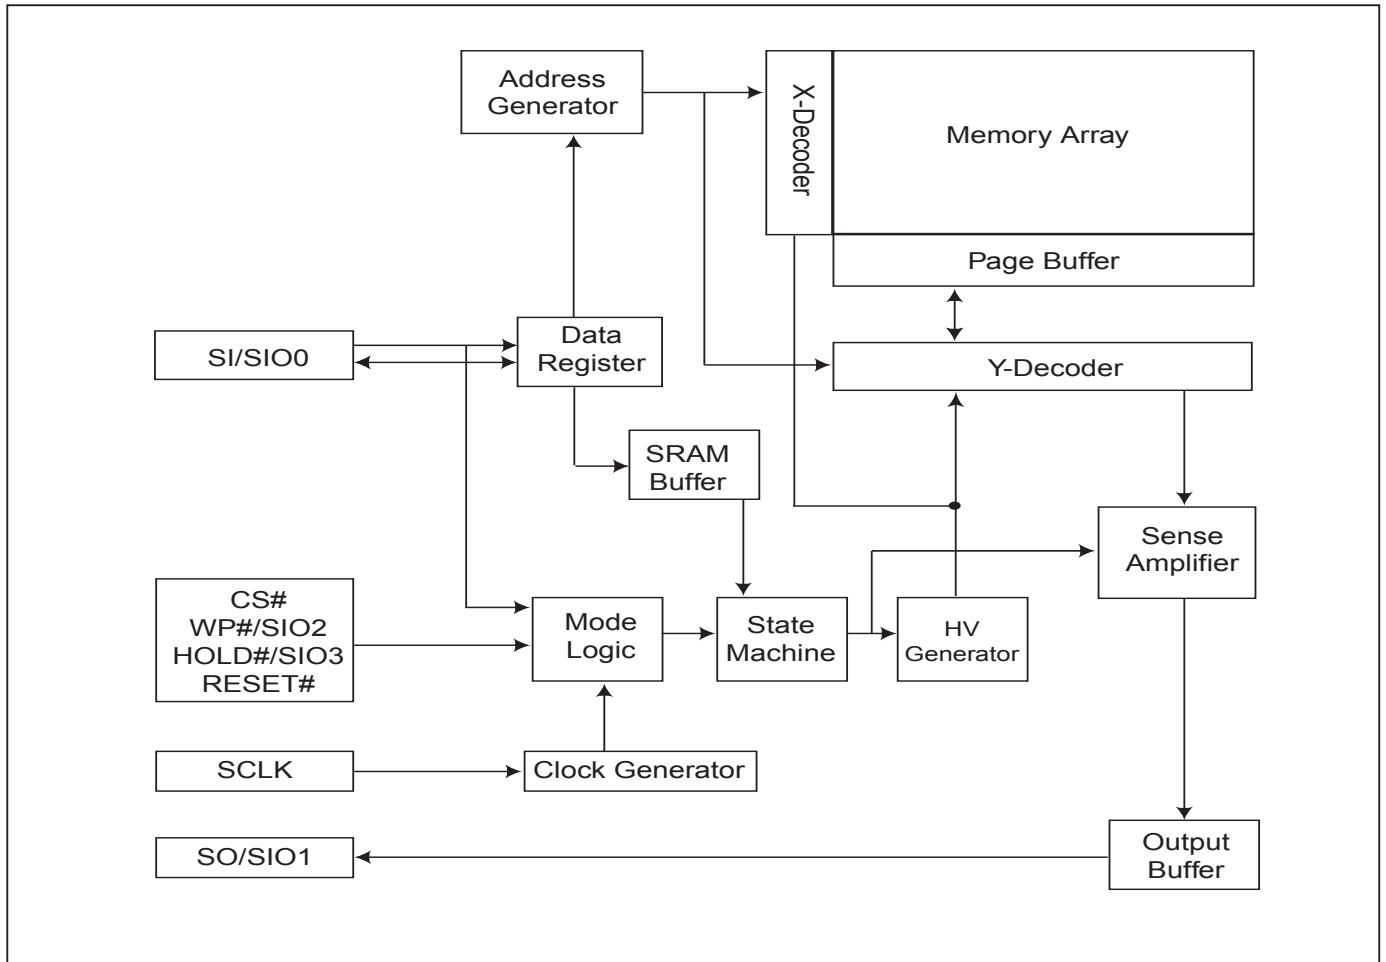 Address
Generator
X-Decoder
Memory Array
Page Buffer
SI/SIO0
Data
Register
Y-Decoder
SRAM
Buffer
Sense
Amplifier
CS#
WP#/SIO2
HOLD#/SIO3
RESET#
Mode
Logic
State
Machine
HV
Generator
SCLK
Clock Generator
SO/SIO1
Output
Buffer